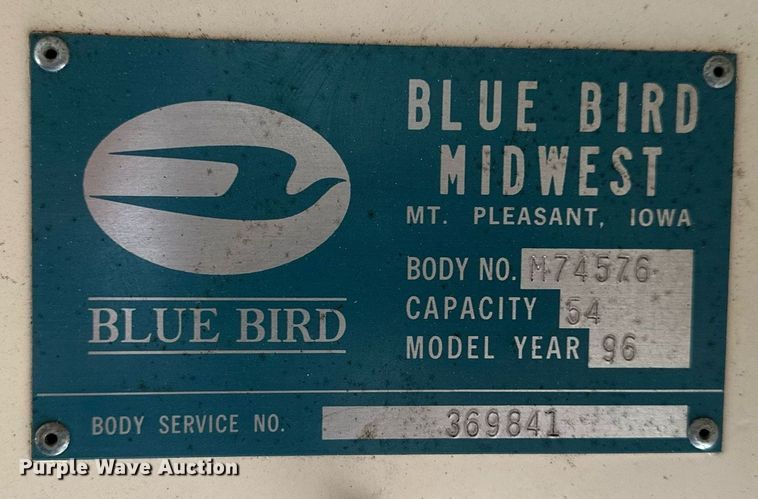 BLUE BIRD
MIDWEST
MT. PLEASANT, IOWA
BODY NO. M74576
CAPACITY 54
MODEL YEAR 96
BLUE BIRD
BODY SERVICE NO. 369841
Purple Wave Auction